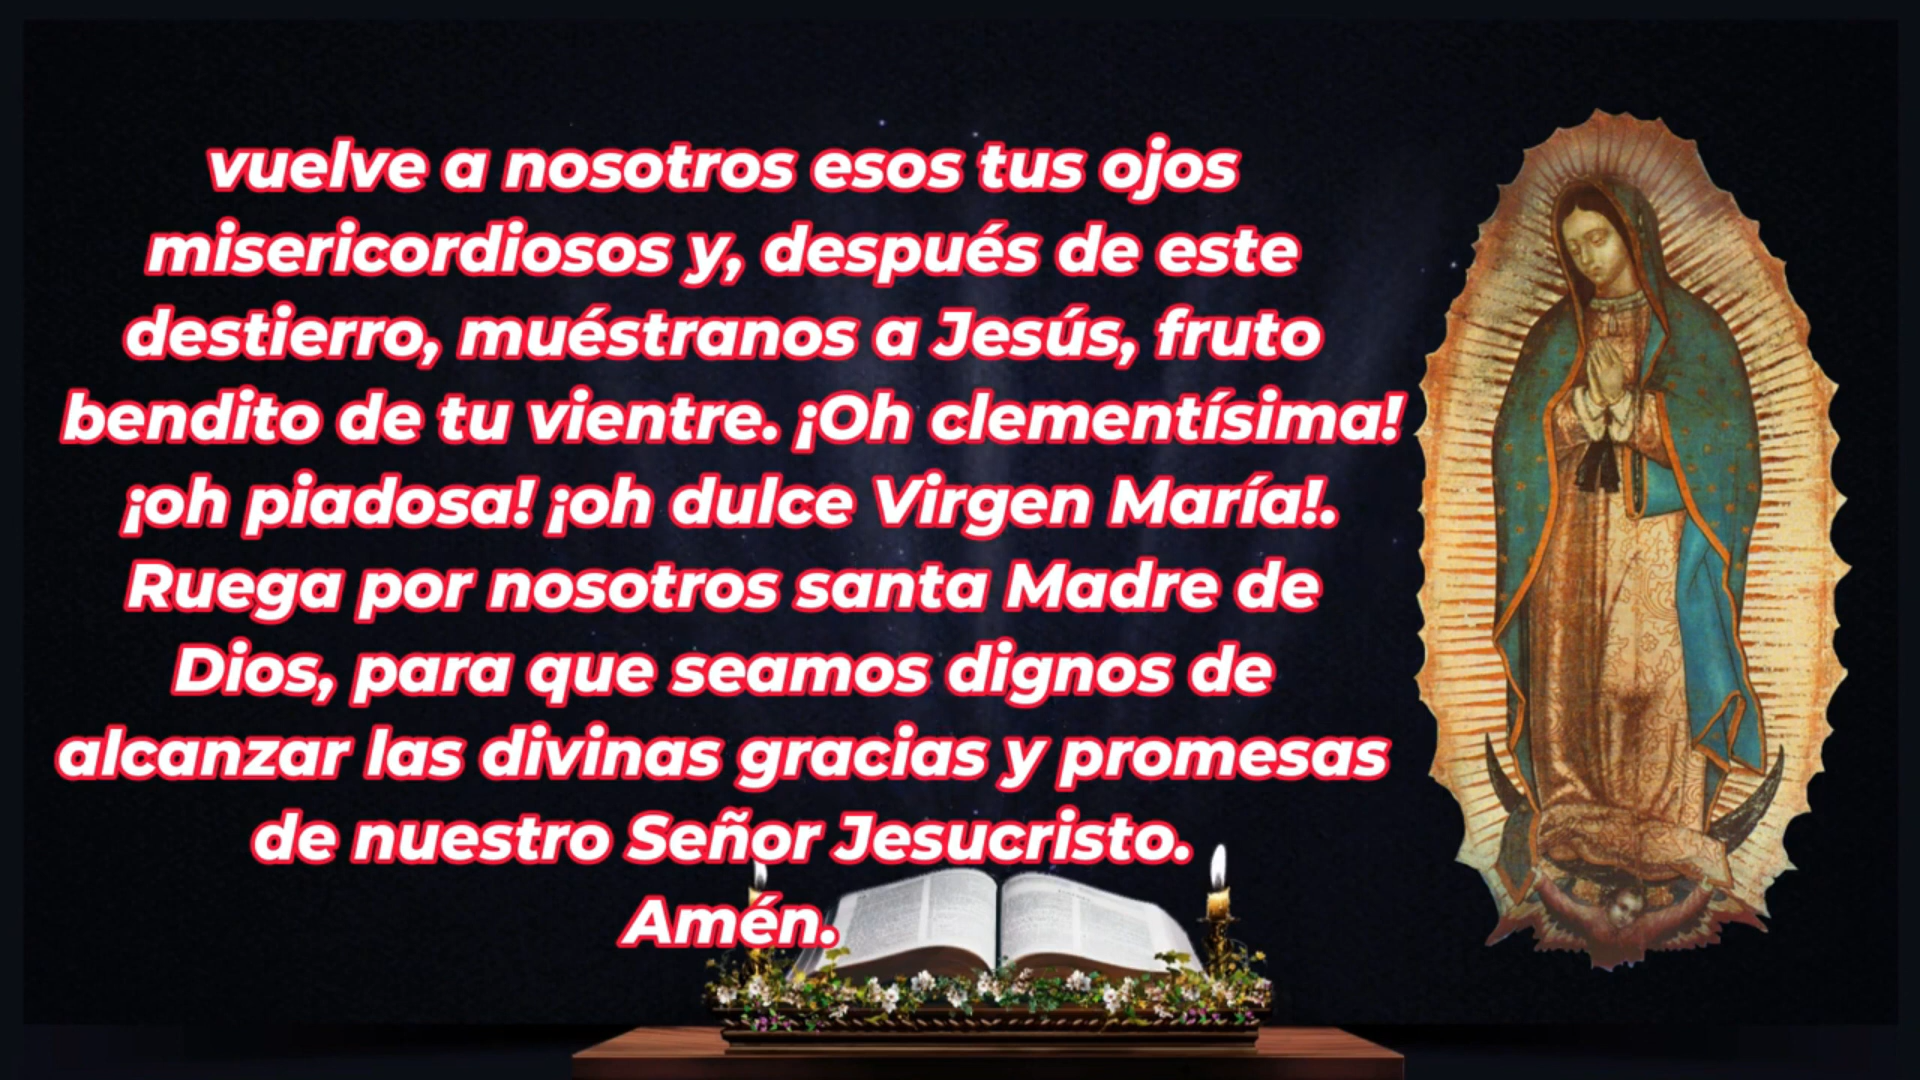 vuelve a nosotros esos tus ojos
misericordiosos y, después de este
destierro, muéstranos a Jesús, fruto
bendito de tu vientre. ¡Oh clementísima!
¡oh piadosa! ¡oh dulce Virgen María!.
Ruega por nosotros santa Madre de
Dios, para que seamos dignos de
alcanzar las divinas gracias y promesas
de nuestro Señor Jesucristo.
Amén.